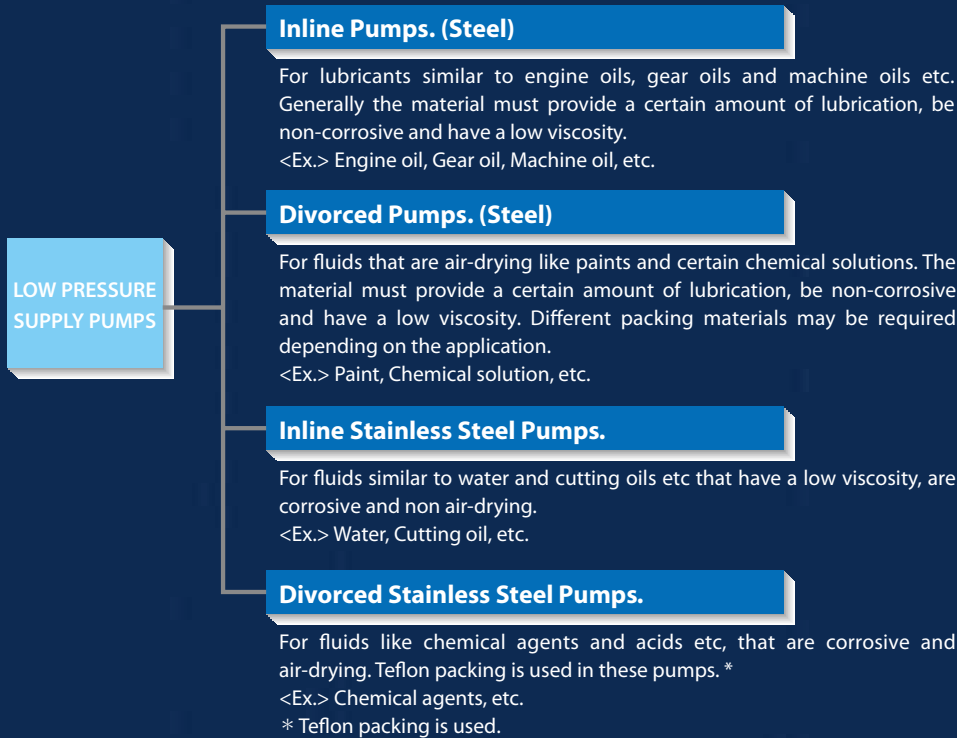 LOW PRESSURE
SUPPLY PUMPS
Inline Pumps. (Steel)
For lubricants similar to engine oils, gear oils and machine oils etc.
Generally the material must provide a certain amount of lubrication, be
non-corrosive and have a low viscosity.
<Ex.> Engine oil, Gear oil, Machine oil, etc.
Divorced Pumps. (Steel)
For fluids that are air-drying like paints and certain chemical solutions. The
material must provide a certain amount of lubrication, be non-corrosive
and have a low viscosity. Different packing materials may be required
depending on the application.
<Ex.> Paint, Chemical solution, etc.
Inline Stainless Steel Pumps.
For fluids similar to water and cutting oils etc that have a low viscosity, are
corrosive and non air-drying.
<Ex.> Water, Cutting oil, etc.
Divorced Stainless Steel Pumps.
For fluids like chemical agents and acids etc, that are corrosive and
air-drying. Teflon packing is used in these pumps. *
<Ex.> Chemical agents, etc.
* Teflon packing is used.